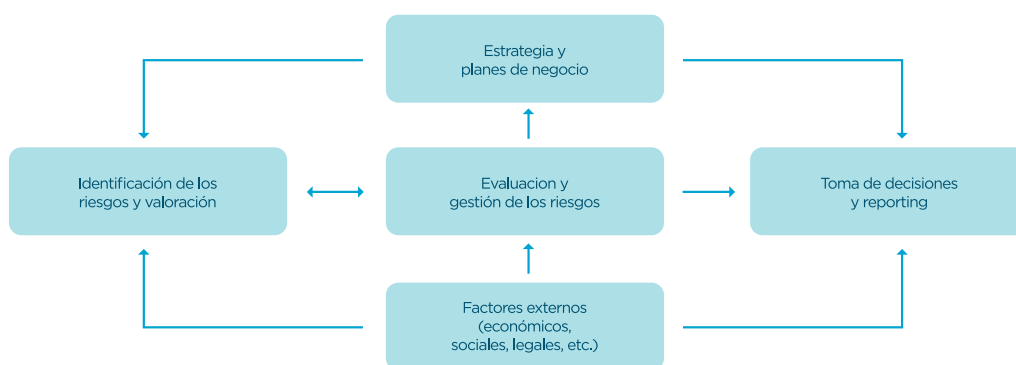 Estrategia y
planes de negocio
Identificación de los
riesgos y valoración
Evaluacion y
gestión de los riesgos
Toma de decisiones
y reporting
Factores externos
(económicos,
sociales, legales, etc.)